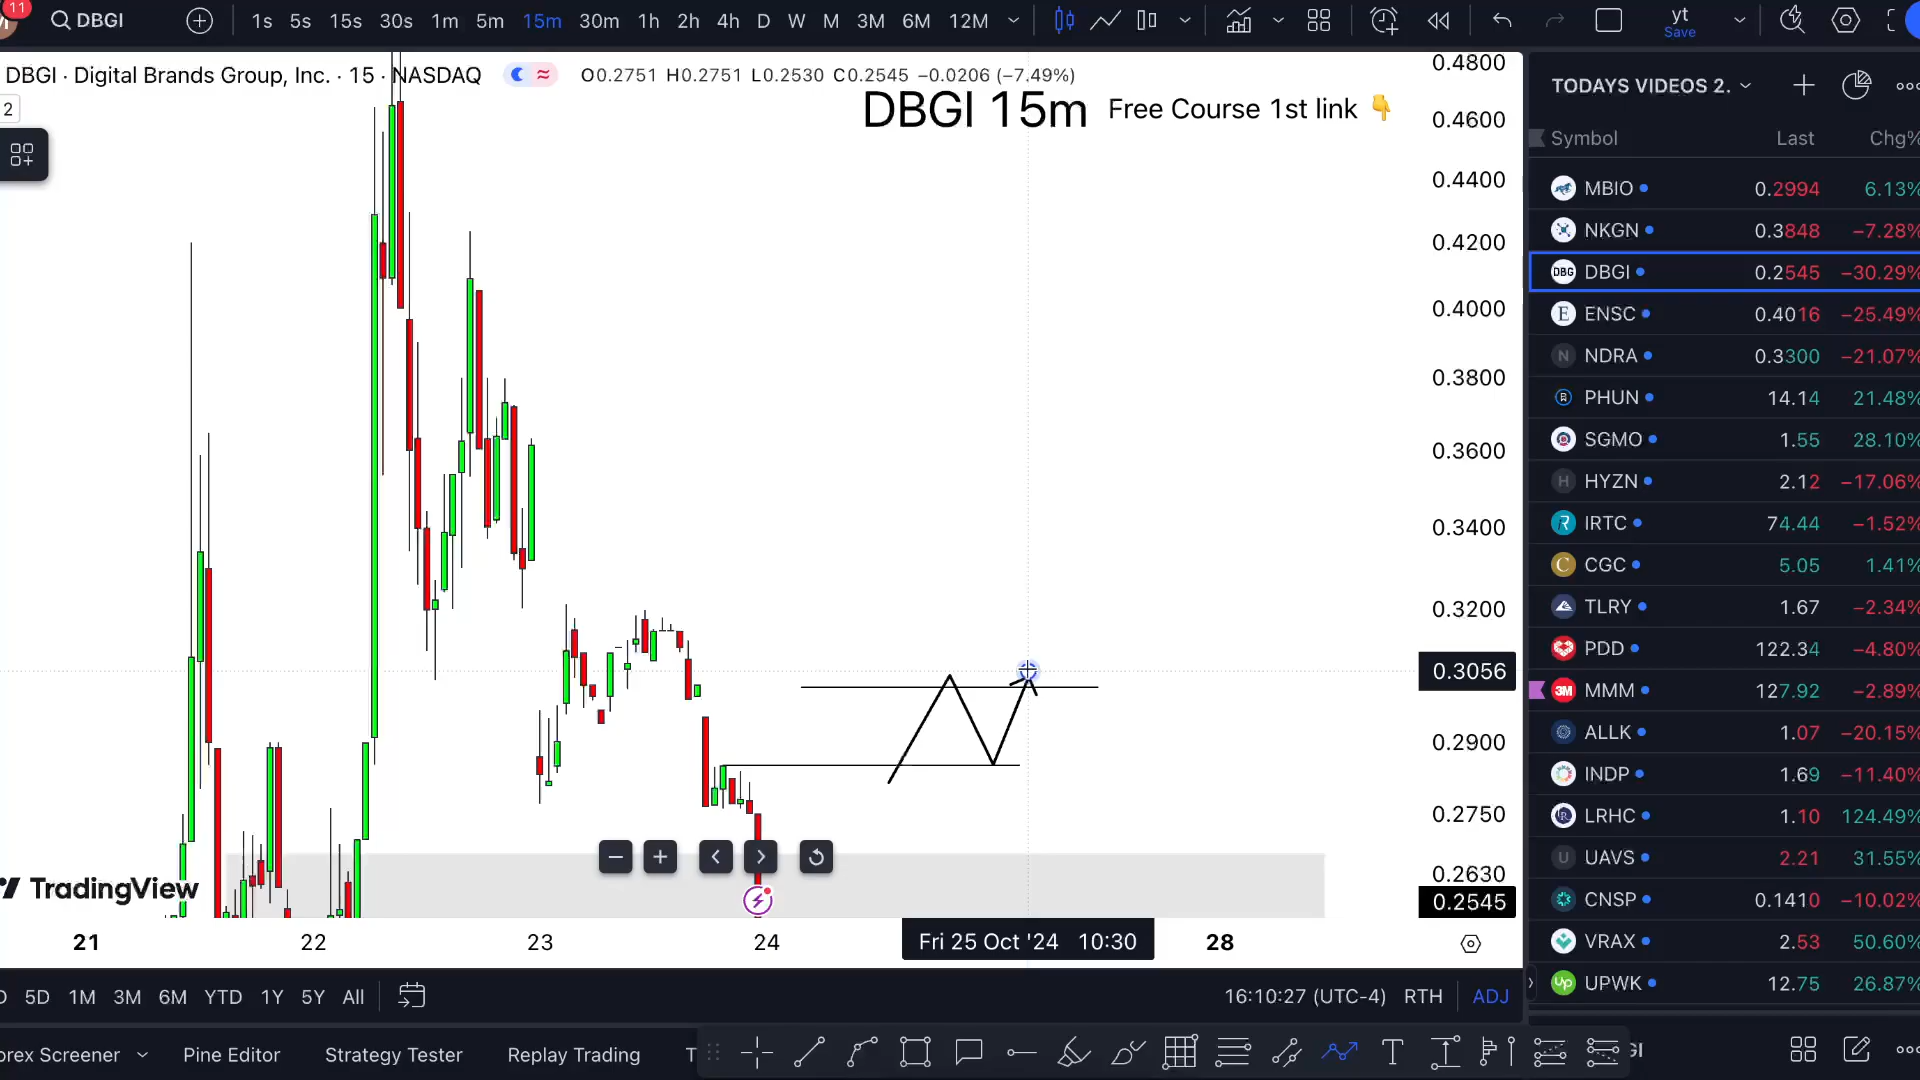 11
DBGI
1s 5s 15s 30s 1m 5m 15m 30m 1h 2h 4h D W M 3M 6M 12M
yt
Save
DBGI · Digital Brands Group, Inc. · 15 · NASDAQ
O0.2751 H0.2751 L0.2530 C0.2545 −0.0206 (−7.49%)
2
DBGI 15m
Free Course 1st link 👇
0.4800
0.4600
0.4400
0.4200
0.4000
0.3800
0.3600
0.3400
0.3200
0.3056
0.2900
0.2750
0.2630
0.2545
TradingView
21 22 23 24 Fri 25 Oct '24 10:30 28
5D 1M 3M 6M YTD 1Y 5Y All
16:10:27 (UTC-4) RTH ADJ
orex Screener Pine Editor Strategy Tester Replay Trading T
TODAYS VIDEOS 2.
Symbol Last Chg%
MBIO 0.2994 6.13%
NKGN 0.3848 −7.28%
DBG DBGI 0.2545 −30.29%
E ENSC 0.4016 −25.49%
N NDRA 0.3300 −21.07%
PHUN 14.14 21.48%
SGMO 1.55 28.10%
H HYZN 2.12 −17.06%
IRTC 74.44 −1.52%
C CGC 5.05 1.41%
TLRY 1.67 −2.34%
PDD 122.34 −4.80%
3M MMM 127.92 −2.89%
ALLK 1.07 −20.15%
INDP 1.69 −11.40%
LRHC 1.10 124.49%
U UAVS 2.21 31.55%
CNSP 0.1410 −10.02%
VRAX 2.53 50.60%
Up UPWK 12.75 26.87%